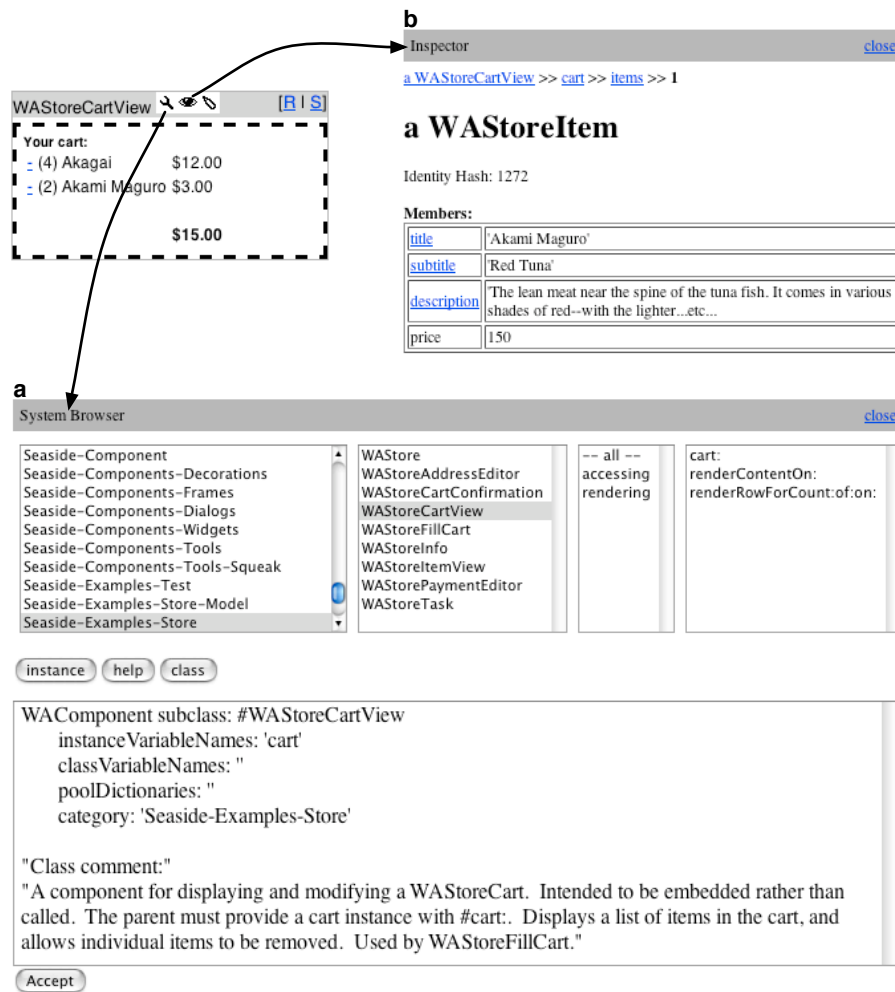 b
Inspector close
a WAStoreCartView >> cart >> items >> 1
a WAStoreItem
Identity Hash: 1272
Members:
title 'Akami Maguro'
subtitle 'Red Tuna'
description 'The lean meat near the spine of the tuna fish. It comes in various
shades of red--with the lighter...etc...
price 150
WAStoreCartView [R | S]
Your cart:
- (4) Akagai $12.00
- (2) Akami Maguro $3.00
$15.00
a
System Browser close
Seaside-Component
Seaside-Components-Decorations
Seaside-Components-Frames
Seaside-Components-Dialogs
Seaside-Components-Widgets
Seaside-Components-Tools
Seaside-Components-Tools-Squeak
Seaside-Examples-Test
Seaside-Examples-Store-Model
Seaside-Examples-Store
WAStore
WAStoreAddressEditor
WAStoreCartConfirmation
WAStoreCartView
WAStoreFillCart
WAStoreInfo
WAStoreItemView
WAStorePaymentEditor
WAStoreTask
-- all --
accessing
rendering
cart:
renderContentOn:
renderRowForCount:of:on:
instance help class
WAComponent subclass: #WAStoreCartView
instanceVariableNames: 'cart'
classVariableNames: ''
poolDictionaries: ''
category: 'Seaside-Examples-Store'
"Class comment:"
"A component for displaying and modifying a WAStoreCart. Intended to be embedded rather than
called. The parent must provide a cart instance with #cart:. Displays a list of items in the cart, and
allows individual items to be removed. Used by WAStoreFillCart."
Accept